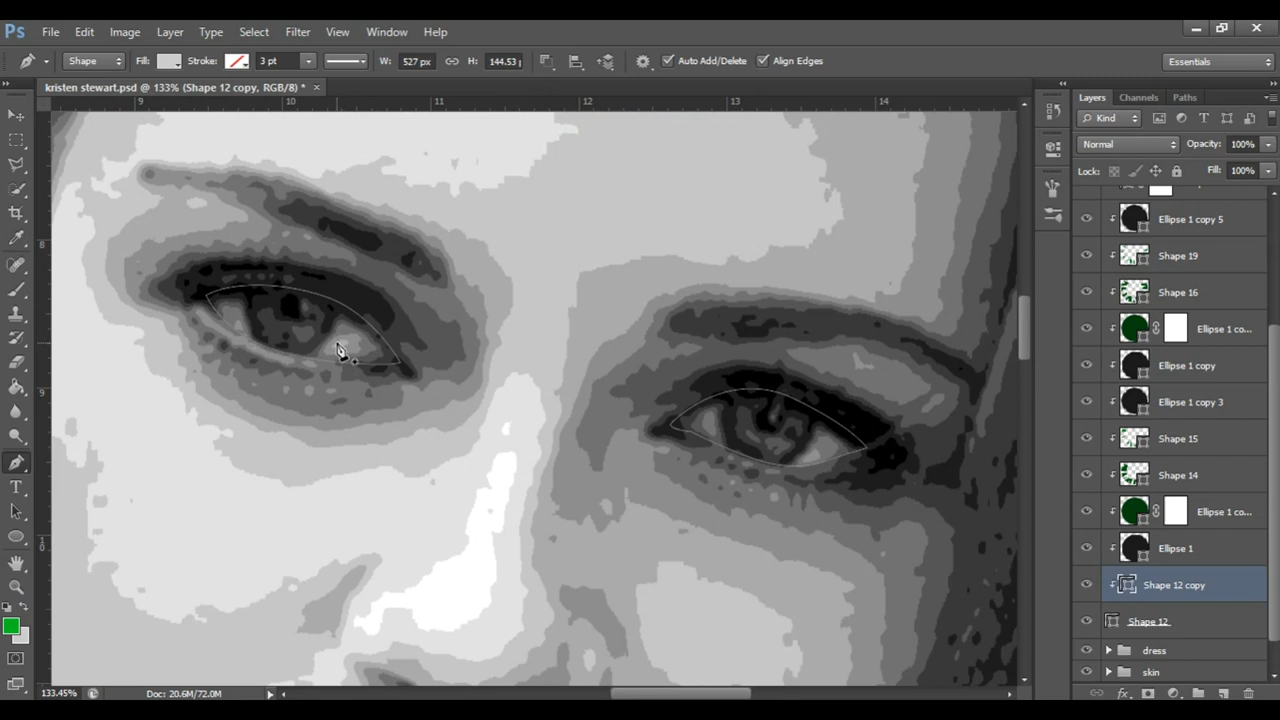 Ps File Edit Image Layer Type Select Filter View Window Help
Shape Fill: Stroke: 3 pt W: 527 px H: 144.53 Auto Add/Delete Align Edges Essentials
kristen stewart.psd @ 133% (Shape 12 copy, RGB/8) * ×
9 10 11 12 13 14
8
9
10
Layers Channels Paths
Kind
Normal Opacity: 100%
Lock: Fill: 100%
Ellipse 1 copy 5
Shape 19
Shape 16
Ellipse 1 co...
Ellipse 1 copy
Ellipse 1 copy 3
Shape 15
Shape 14
Ellipse 1 co...
Ellipse 1
Shape 12 copy
Shape 12
dress
skin
133.45% Doc: 20.6M/72.0M